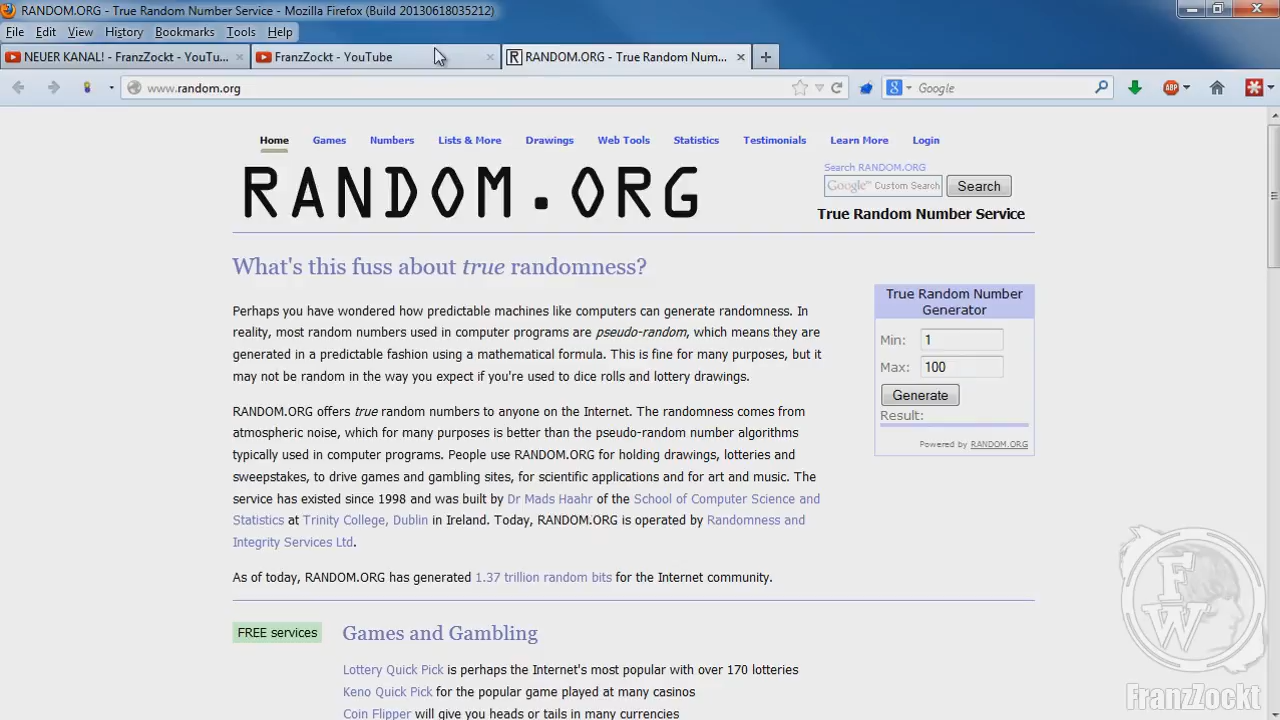 RANDOM.ORG - True Random Number Service - Mozilla Firefox (Build 20130618035212)
File Edit View History Bookmarks Tools Help
NEUER KANAL! - FranzZockt - YouTu... FranzZockt - YouTube RANDOM.ORG - True Random Num...
www.random.org Google
Home Games Numbers Lists & More Drawings Web Tools Statistics Testimonials Learn More Login
RANDOM.ORG
Search RANDOM.ORG
Google™ Custom Search Search
True Random Number Service
What's this fuss about true randomness?
Perhaps you have wondered how predictable machines like computers can generate randomness. In
reality, most random numbers used in computer programs are pseudo-random, which means they are
generated in a predictable fashion using a mathematical formula. This is fine for many purposes, but it
may not be random in the way you expect if you're used to dice rolls and lottery drawings.
RANDOM.ORG offers true random numbers to anyone on the Internet. The randomness comes from
atmospheric noise, which for many purposes is better than the pseudo-random number algorithms
typically used in computer programs. People use RANDOM.ORG for holding drawings, lotteries and
sweepstakes, to drive games and gambling sites, for scientific applications and for art and music. The
service has existed since 1998 and was built by Dr Mads Haahr of the School of Computer Science and
Statistics at Trinity College, Dublin in Ireland. Today, RANDOM.ORG is operated by Randomness and
Integrity Services Ltd.
As of today, RANDOM.ORG has generated 1.37 trillion random bits for the Internet community.
True Random Number
Generator
Min: 1
Max: 100
Generate
Result:
Powered by RANDOM.ORG
FREE services
Games and Gambling
Lottery Quick Pick is perhaps the Internet's most popular with over 170 lotteries
Keno Quick Pick for the popular game played at many casinos
Coin Flipper will give you heads or tails in many currencies
FW
FranzZockt